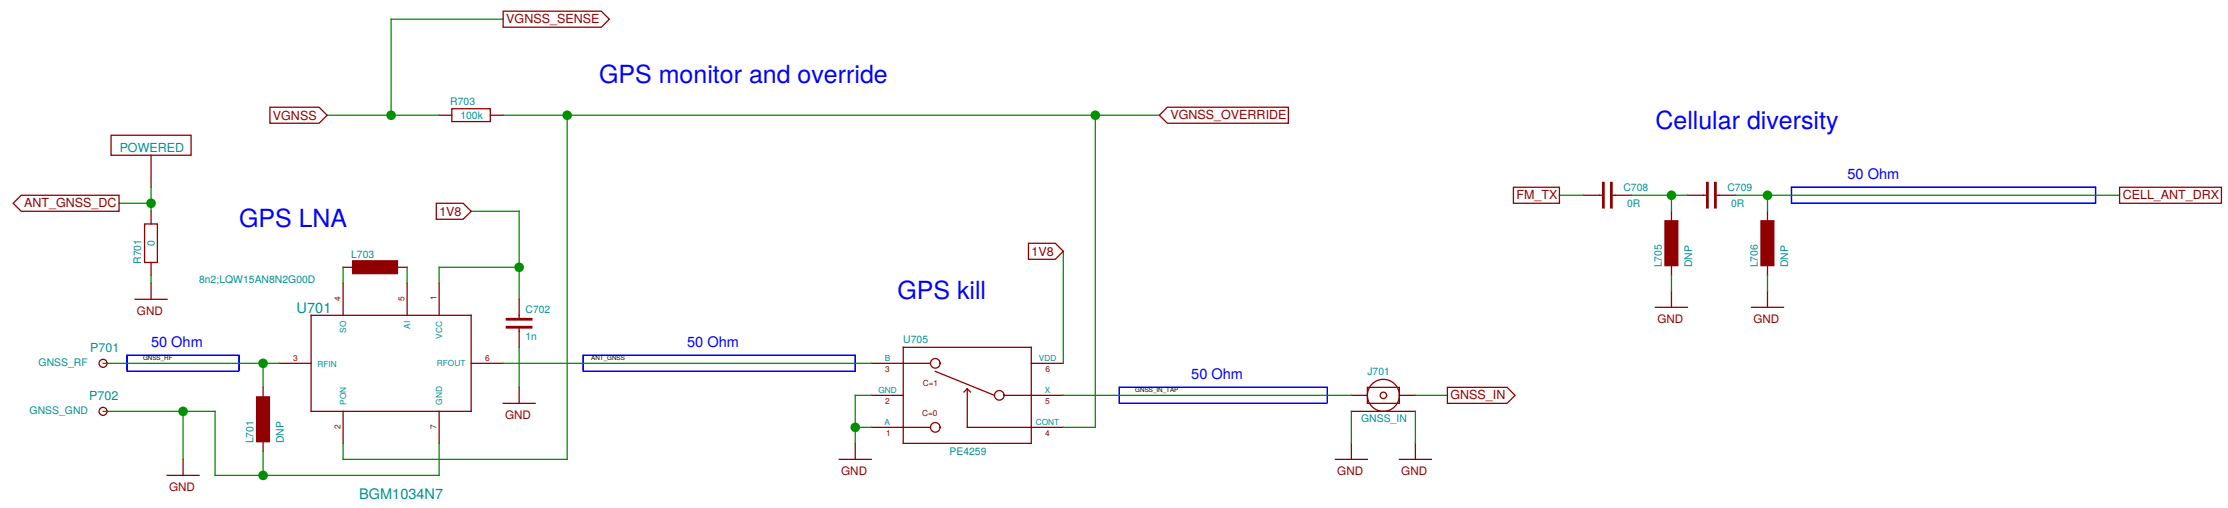 VGNSS_SENSE
GPS monitor and override
VGNSS
R703
100k
VGNSS_OVERRIDE
Cellular diversity
POWERED
ANT_GNSS_DC
R701
0
GND
GPS LNA
1V8
L703
8n2;LQW15AN8N2G00D
U701
4
5
1
SO
AI
VCC
C702
1n
GND
P701
GNSS_RF
50 Ohm
GNSS_RF
3
RFIN
RFOUT
6
P702
GNSS_GND
PON
GND
L701
DNP
2
7
GND
BGM1034N7
50 Ohm
ANT_GNSS
GPS kill
1V8
U705
B
3
C=1
VDD
6
GND
2
X
5
C=0
A
1
CONT
4
PE4259
GND
50 Ohm
GNSS_IN_TAP
J701
GNSS_IN
GNSS_IN
GND
GND
FM_TX
C708
0R
C709
0R
50 Ohm
CELL_ANT_DRX
L705
DNP
L706
DNP
GND
GND